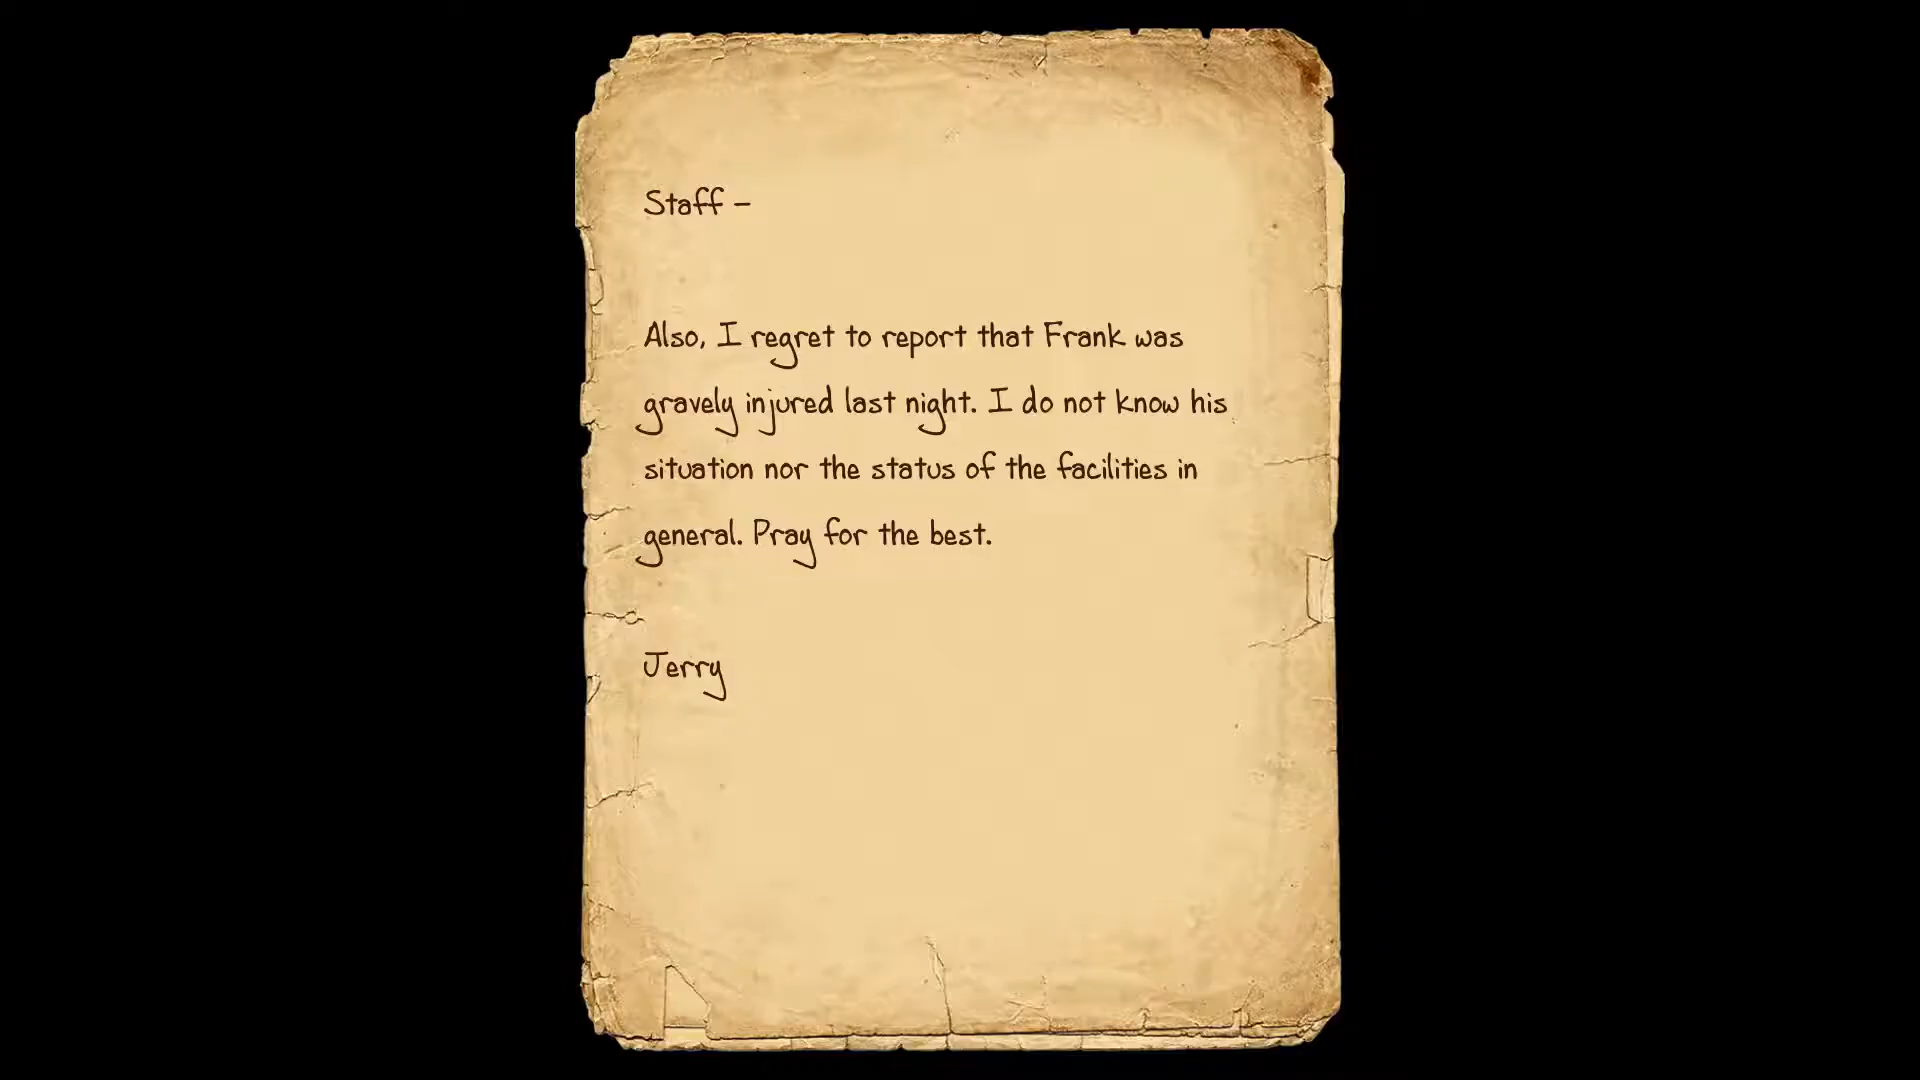 Staff –
Also, I regret to report that Frank was
gravely injured last night. I do not know his
situation nor the status of the facilities in
general. Pray for the best.
Jerry